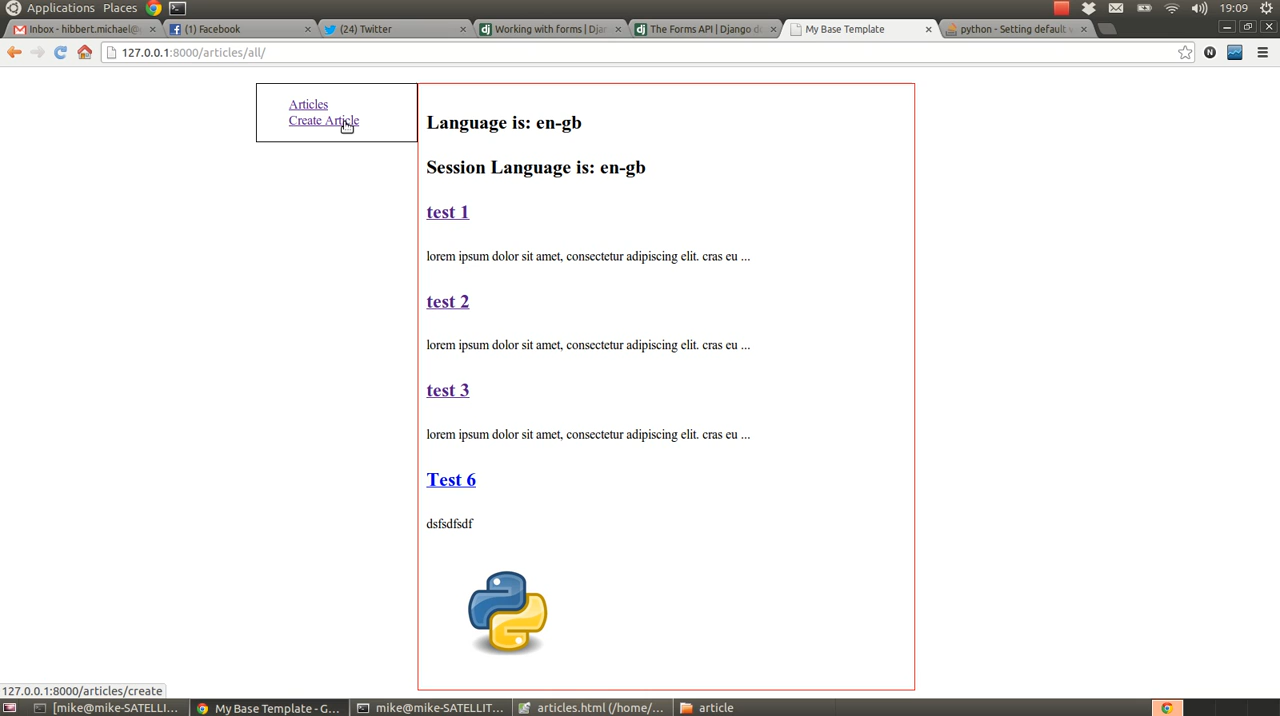 Applications Places 19:09
Inbox - hibbert.michael@ (1) Facebook (24) Twitter Working with forms | Djan The Forms API | Django do My Base Template python - Setting default v
127.0.0.1:8000/articles/all/
Articles
Create Article
Language is: en-gb
Session Language is: en-gb
test 1
lorem ipsum dolor sit amet, consectetur adipiscing elit. cras eu ...
test 2
lorem ipsum dolor sit amet, consectetur adipiscing elit. cras eu ...
test 3
lorem ipsum dolor sit amet, consectetur adipiscing elit. cras eu ...
Test 6
dsfsdfsdf
127.0.0.1:8000/articles/create
[mike@mike-SATELLI... My Base Template - G... mike@mike-SATELLIT... articles.html (/home/... article